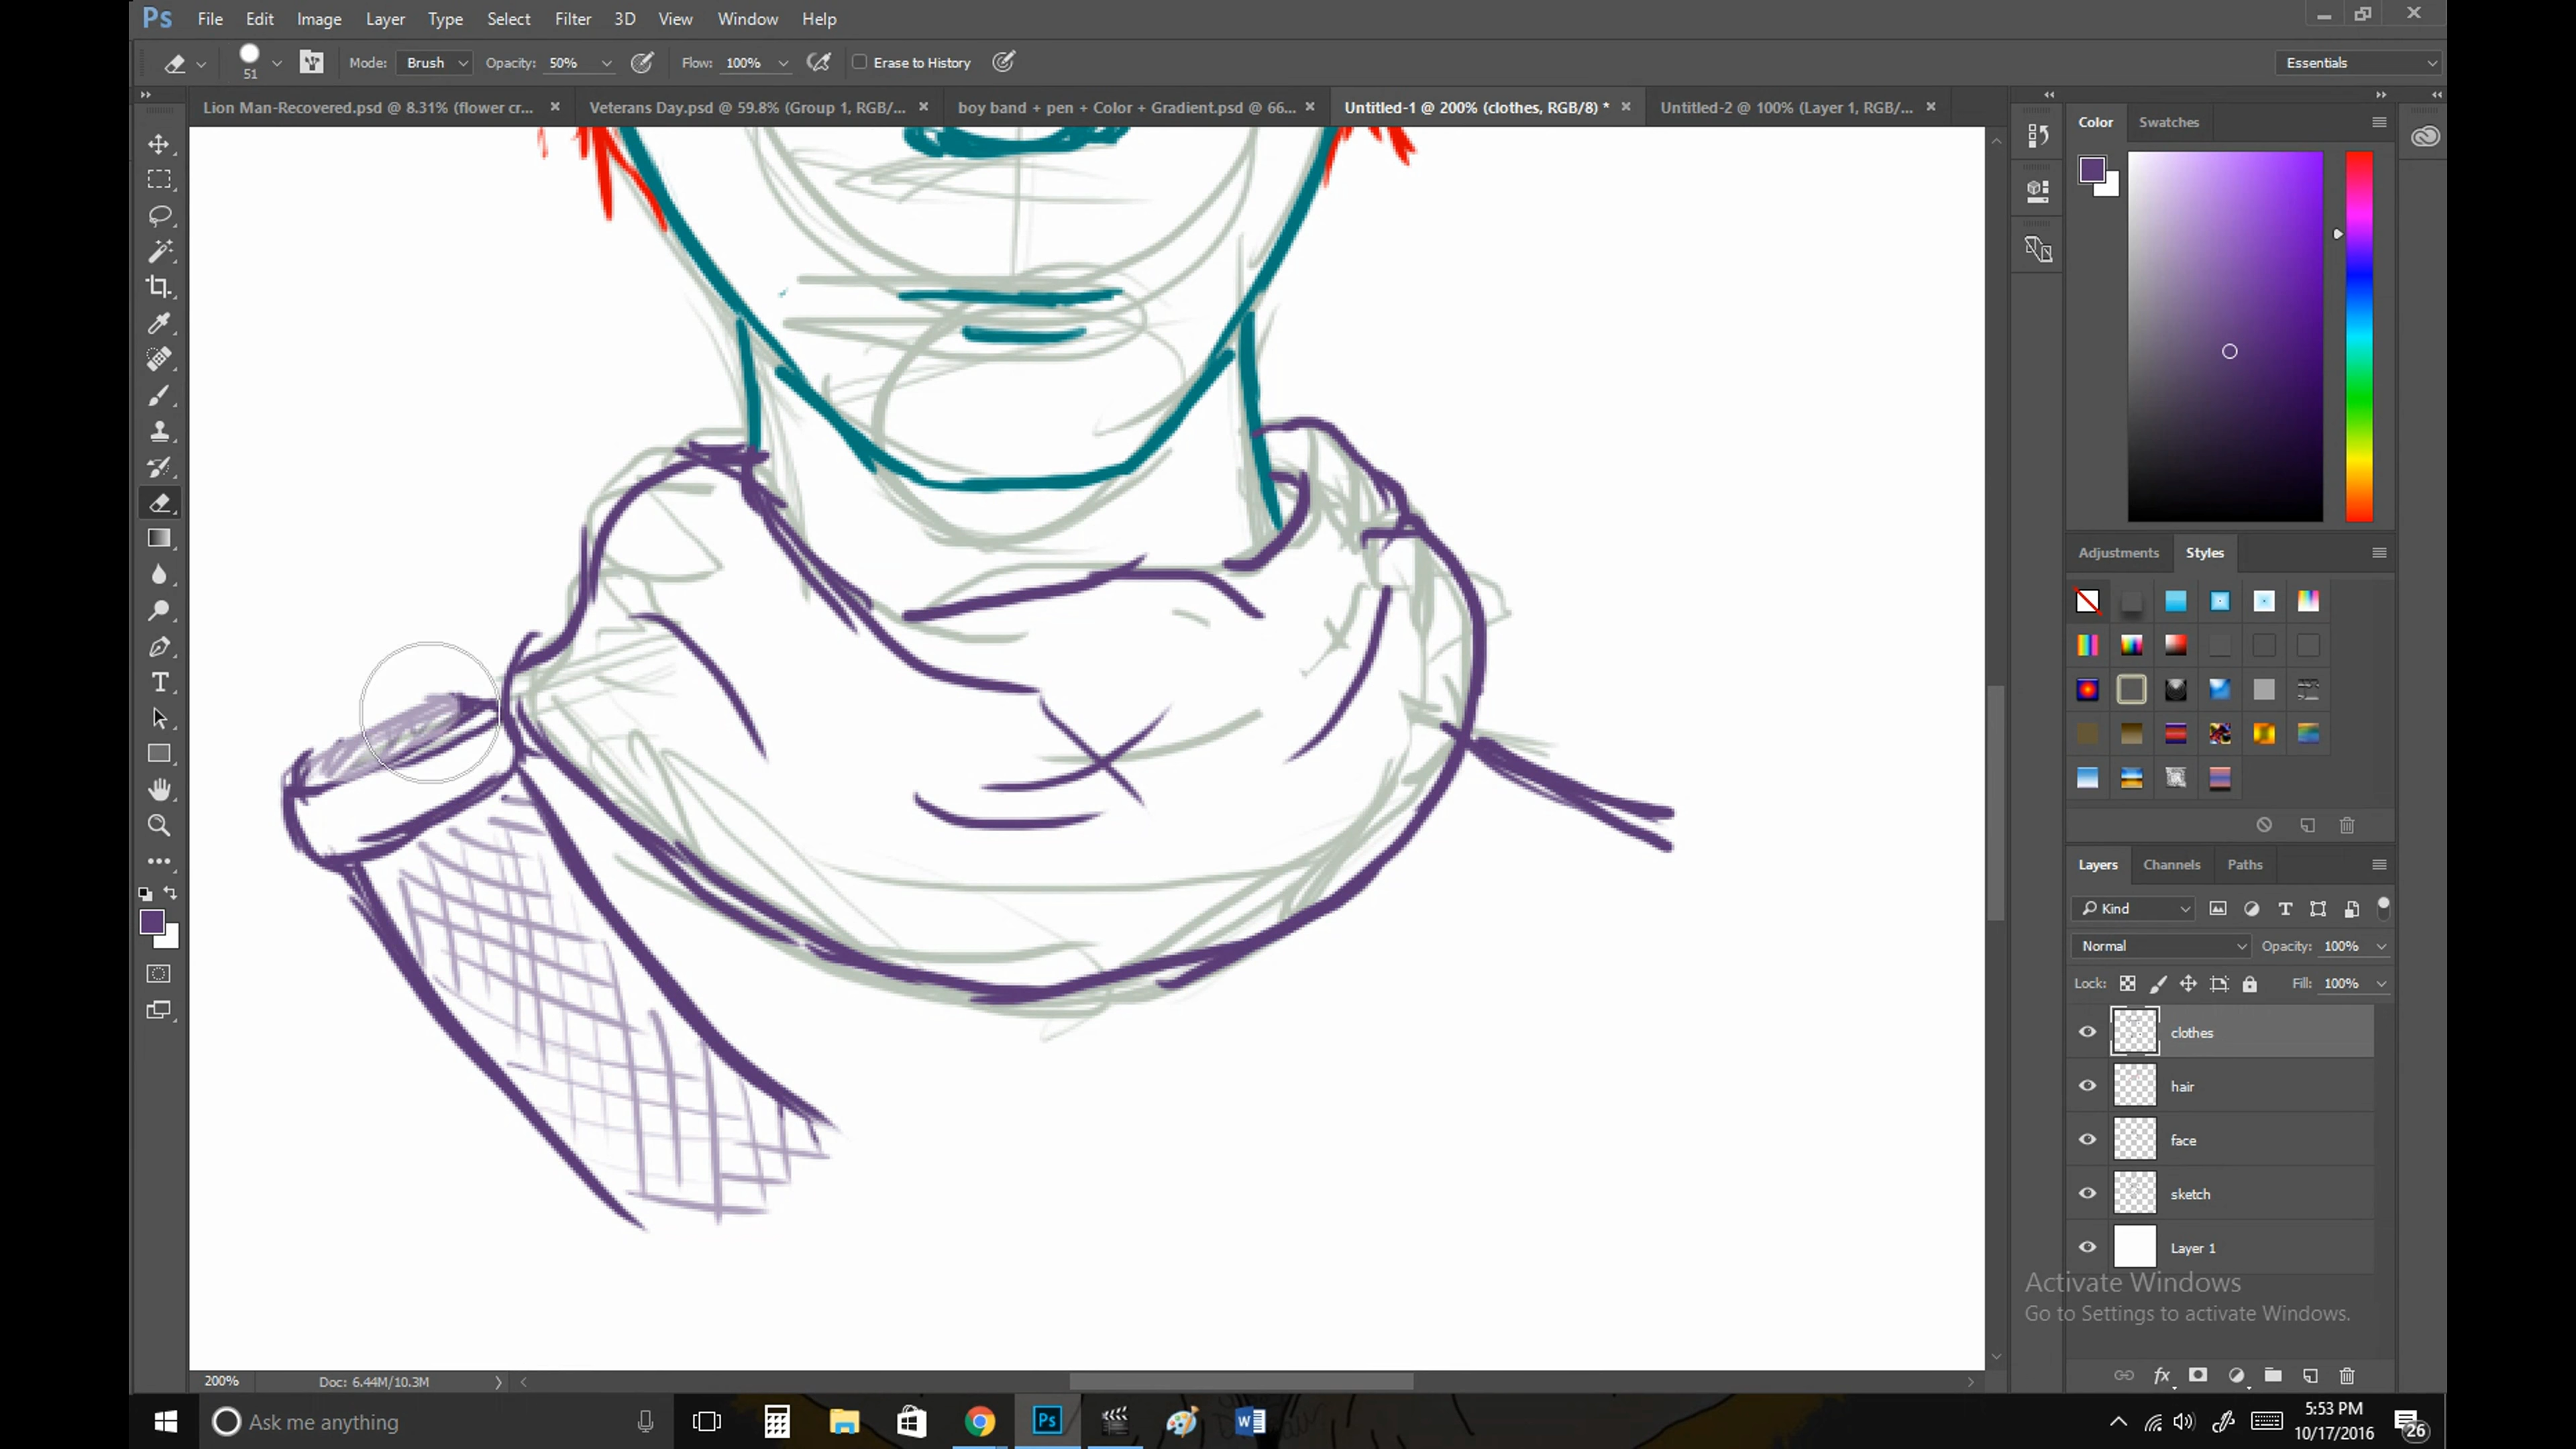 Ps File Edit Image Layer Type Select Filter 3D View Window Help
51 Mode: Brush Opacity: 50% Flow: 100% Erase to History Essentials
Lion Man-Recovered.psd @ 8.31% (flower cr... Veterans Day.psd @ 59.8% (Group 1, RGB/... boy band + pen + Color + Gradient.psd @ 66... Untitled-1 @ 200% (clothes, RGB/8) * Untitled-2 @ 100% (Layer 1, RGB/...
Color Swatches
Adjustments Styles
Layers Channels Paths
Kind
Normal Opacity: 100%
Lock: Fill: 100%
clothes
hair
face
sketch
Layer 1
Activate Windows
Go to Settings to activate Windows.
200% Doc: 6.44M/10.3M
Ask me anything
Ps
5:53 PM
10/17/2016
26